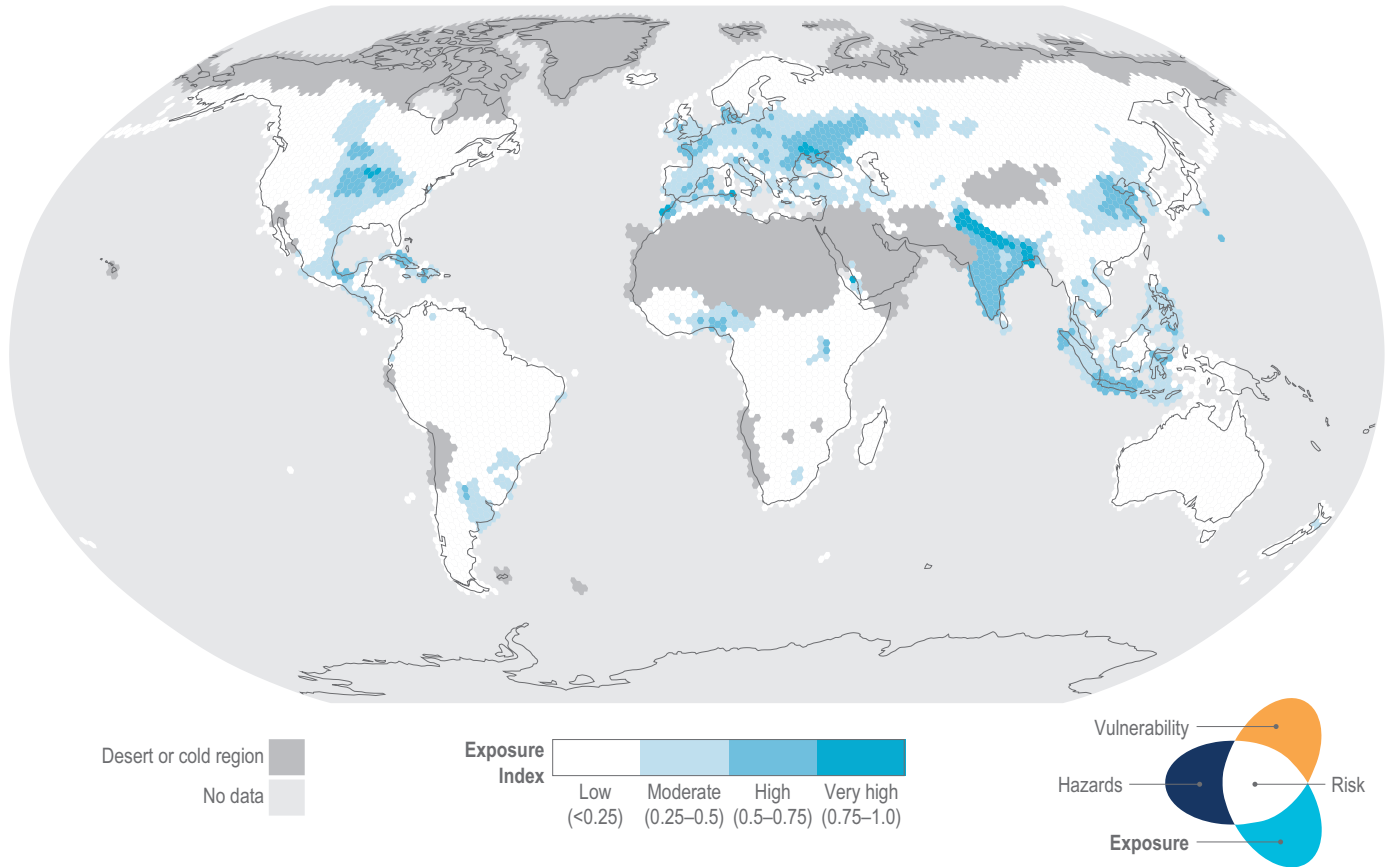 Desert or cold region
No data
Exposure
Index
Low
(<0.25)
Moderate
(0.25–0.5)
High
(0.5–0.75)
Very high
(0.75–1.0)
Vulnerability
Hazards
Risk
Exposure